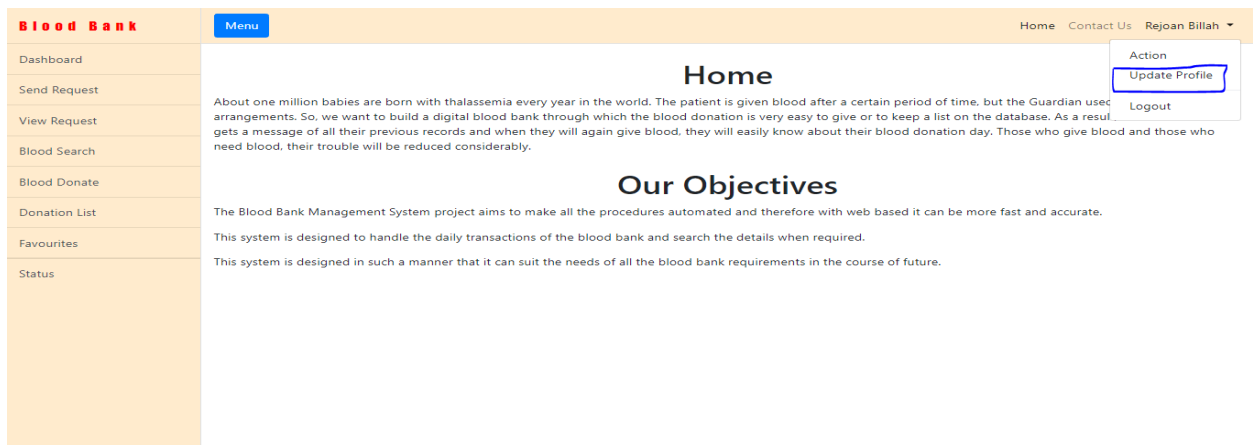 Blood Bank
Menu
Home Contact Us Rejoan Billah
Dashboard
Send Request
View Request
Blood Search
Blood Donate
Donation List
Favourites
Status
Action
Update Profile
Logout
Home
About one million babies are born with thalassemia every year in the world. The patient is given blood after a certain period of time, but the Guardian
arrangements. So, we want to build a digital blood bank through which the blood donation is very easy to give or to keep a list on the database. As a
gets a message of all their previous records and when they will again give blood, they will easily know about their blood donation day. Those who give blood and those who
need blood, their trouble will be reduced considerably.
Our Objectives
The Blood Bank Management System project aims to make all the procedures automated and therefore with web based it can be more fast and accurate.
This system is designed to handle the daily transactions of the blood bank and search the details when required.
This system is designed in such a manner that it can suit the needs of all the blood bank requirements in the course of future.